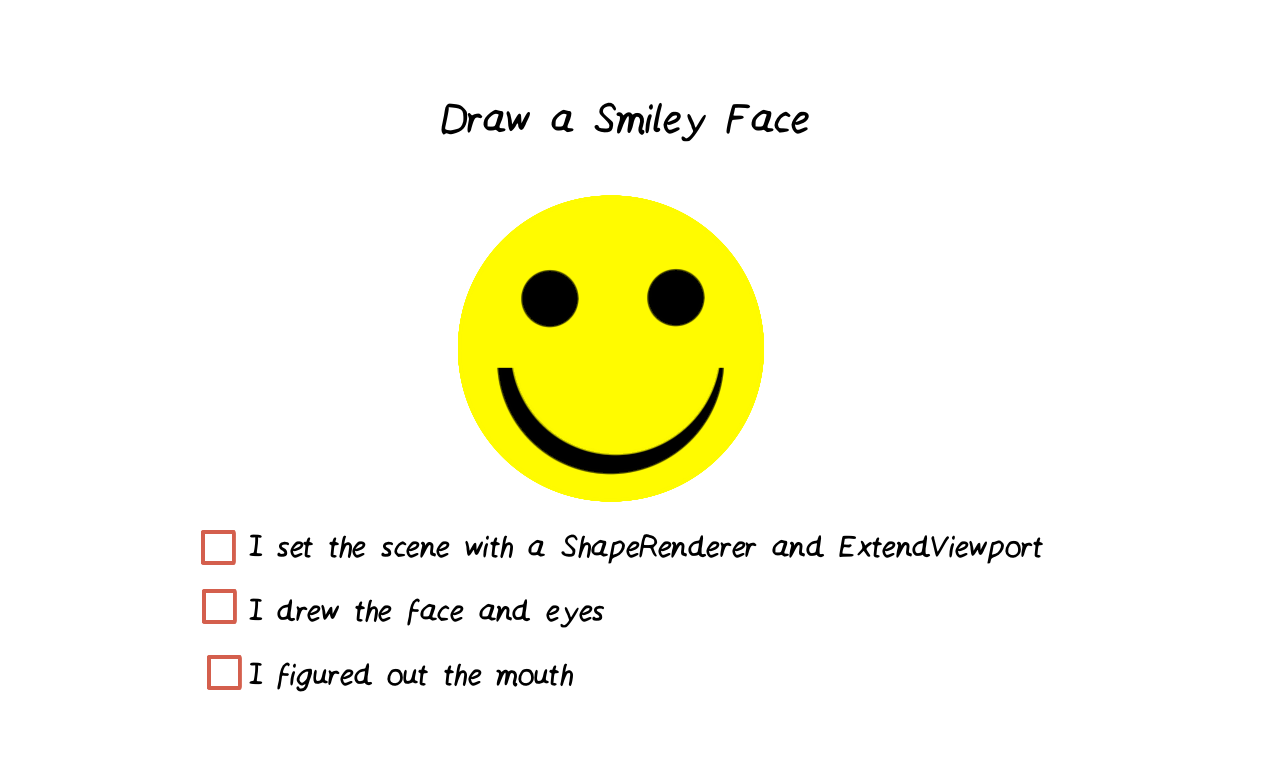 Draw a Smiley Face
I set the scene with a ShapeRenderer and ExtendViewport
I drew the face and eyes
I figured out the mouth